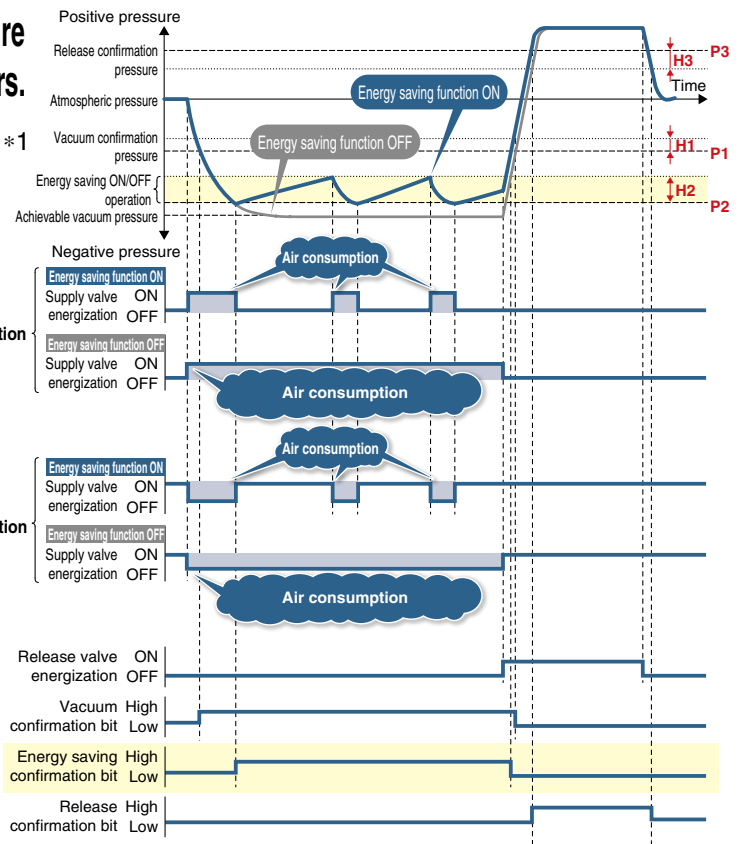 Positive pressure
re
rs.
*1
Release confirmation
pressure
Atmospheric pressure
Vacuum confirmation
pressure
Energy saving ON/OFF
operation
Achievable vacuum pressure
Negative pressure
Energy saving function ON
Energy saving function OFF
Time
H3
P3
H1
P1
H2
P2
Energy saving function ON
Supply valve ON
energization OFF
Air consumption
tion
Energy saving function OFF
Supply valve ON
energization OFF
Air consumption
Energy saving function ON
Supply valve ON
energization OFF
Air consumption
tion
Energy saving function OFF
Supply valve ON
energization OFF
Air consumption
Release valve ON
energization OFF
Vacuum High
confirmation bit Low
Energy saving High
confirmation bit Low
Release High
confirmation bit Low